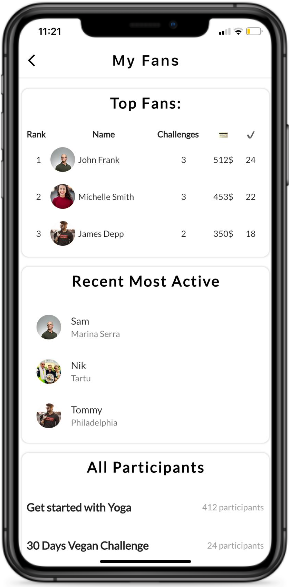 11:21
My Fans
Top Fans:
Rank Name Challenges
1 John Frank 3 512$ 24
2 Michelle Smith 3 453$ 22
3 James Depp 2 350$ 18
Recent Most Active
Sam
Marina Serra
Nik
Tartu
Tommy
Philadelphia
All Participants
Get started with Yoga 412 participants
30 Days Vegan Challenge 24 participants